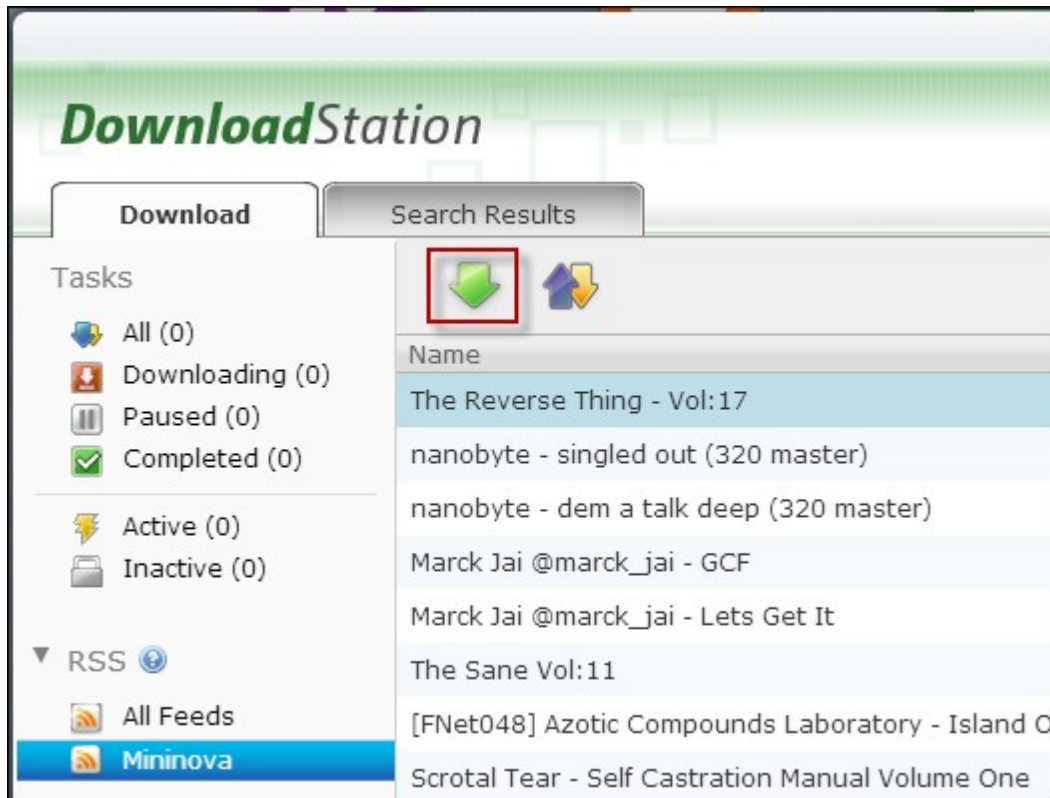 DownloadStation
Download
Search Results
Tasks
All (0)
Downloading (0)
Paused (0)
Completed (0)
Active (0)
Inactive (0)
RSS
All Feeds
Mininova
Name
The Reverse Thing - Vol:17
nanobyte - singled out (320 master)
nanobyte - dem a talk deep (320 master)
Marck Jai @marck_jai - GCF
Marck Jai @marck_jai - Lets Get It
The Sane Vol:11
[FNet048] Azotic Compounds Laboratory - Island
Scrotal Tear - Self Castration Manual Volume One